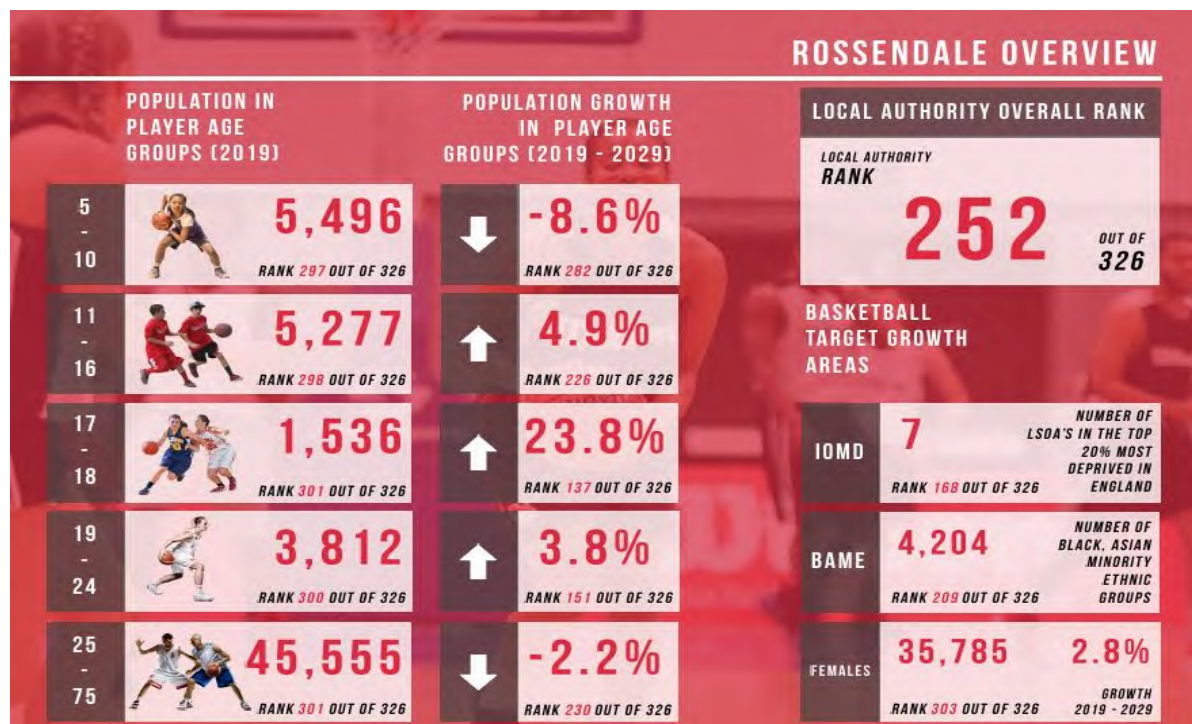 ROSSENDALE OVERVIEW
POPULATION IN
PLAYER AGE
GROUPS (2019)
5
-
10
5,496
RANK 297 OUT OF 326
11
-
16
5,277
RANK 298 OUT OF 326
17
-
18
1,536
RANK 301 OUT OF 326
19
-
24
3,812
RANK 300 OUT OF 326
25
-
75
45,555
RANK 301 OUT OF 326
POPULATION GROWTH
IN PLAYER AGE
GROUPS (2019 - 2029)
-8.6%
RANK 282 OUT OF 326
4.9%
RANK 226 OUT OF 326
23.8%
RANK 137 OUT OF 326
3.8%
RANK 151 OUT OF 326
-2.2%
RANK 230 OUT OF 326
LOCAL AUTHORITY OVERALL RANK
LOCAL AUTHORITY
RANK
252
OUT OF
326
BASKETBALL
TARGET GROWTH
AREAS
IOMD
7
RANK 168 OUT OF 326
NUMBER OF
LSOA'S IN THE TOP
20% MOST
DEPRIVED IN
ENGLAND
BAME
4,204
RANK 209 OUT OF 326
NUMBER OF
BLACK, ASIAN
MINORITY
ETHNIC
GROUPS
FEMALES
35,785
RANK 303 OUT OF 326
2.8%
GROWTH
2019 - 2029